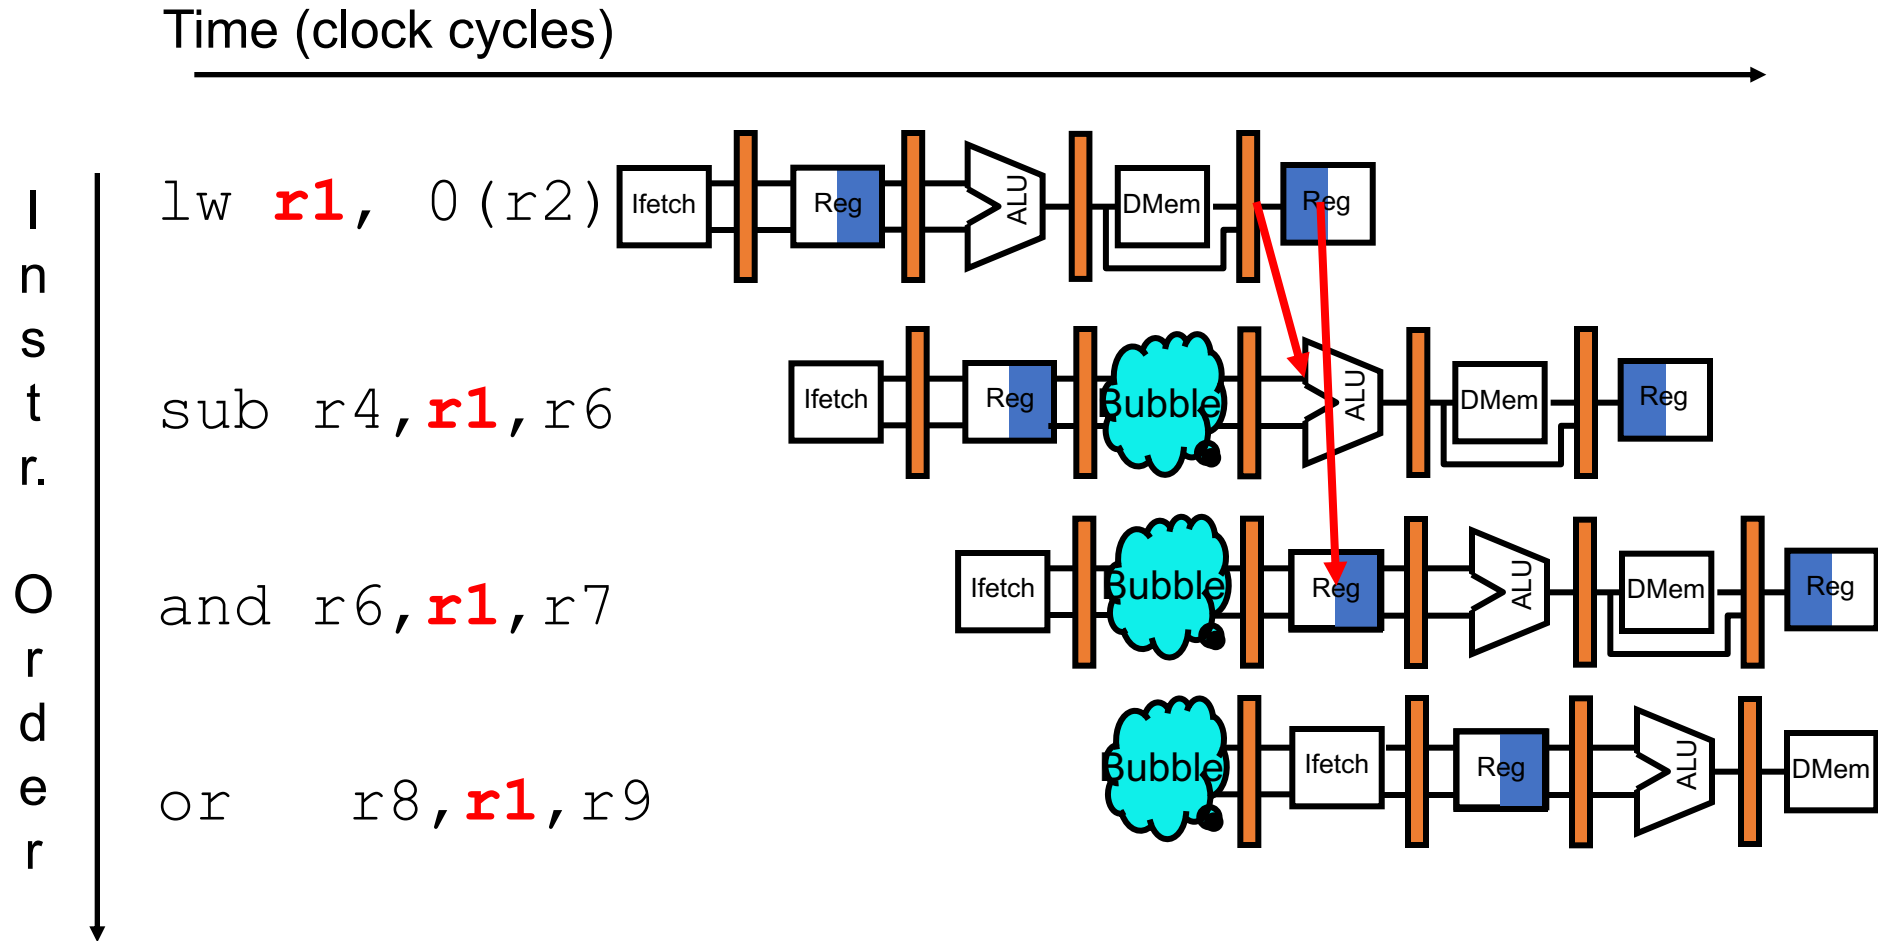 Time (clock cycles)
Instr. Order
lw r1, 0(r2) Ifetch Reg ALU DMem Reg
sub r4,r1,r6 Ifetch Reg Bubble ALU DMem Reg
and r6,r1,r7 Ifetch Bubble Reg ALU DMem Reg
or r8,r1,r9 Bubble Ifetch Reg ALU DMem